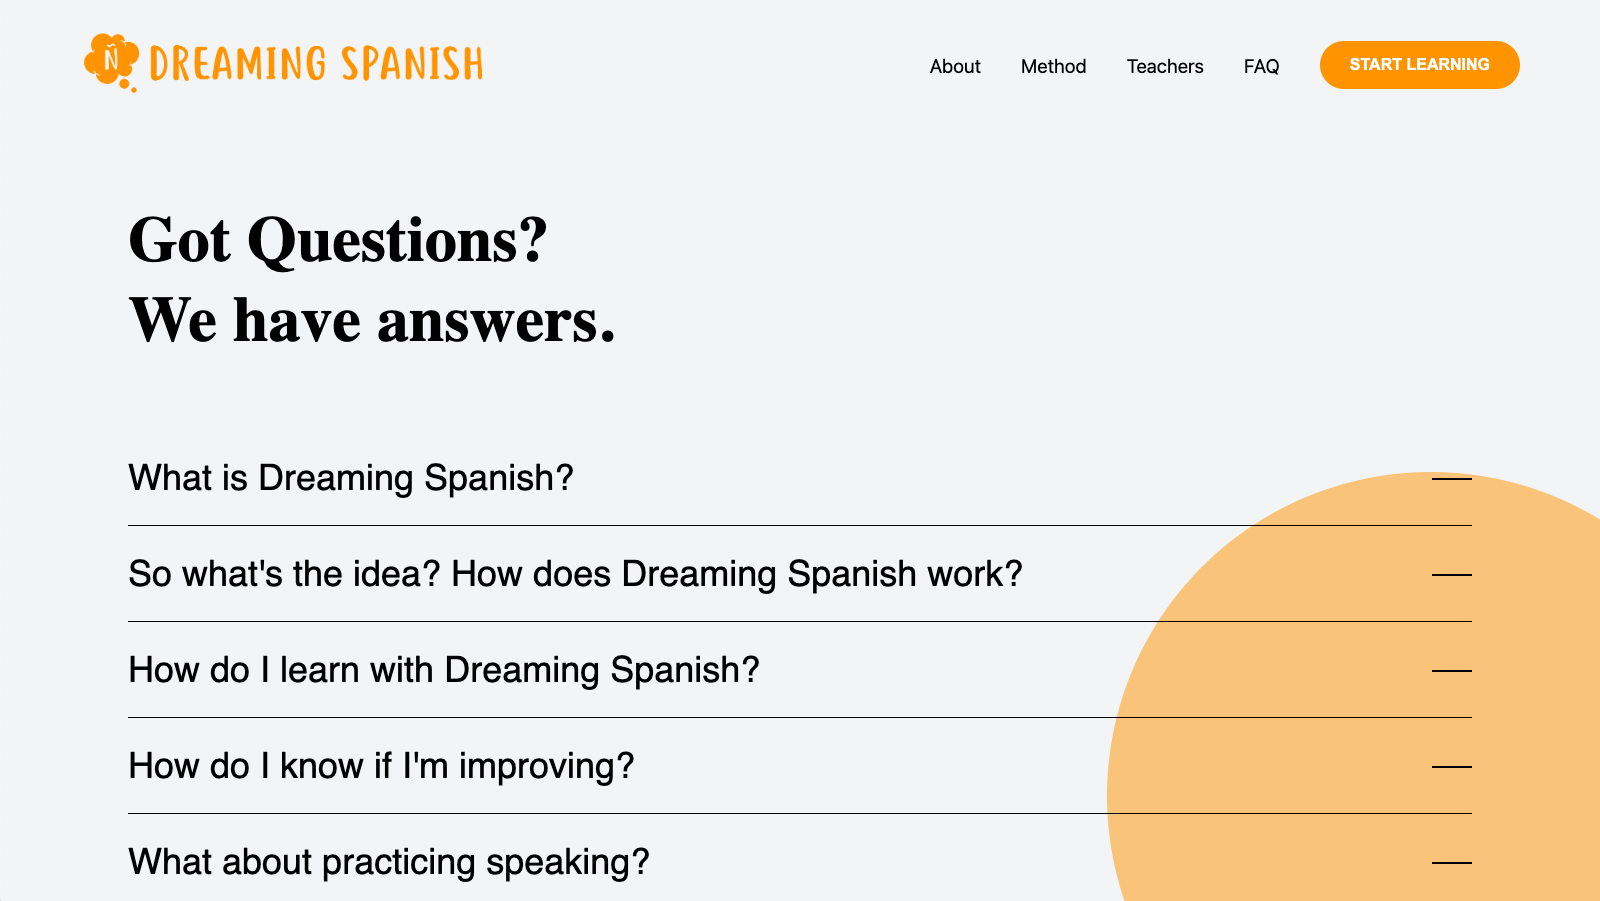 Ñ DREAMING SPANISH
About Method Teachers FAQ START LEARNING
Got Questions?
We have answers.
What is Dreaming Spanish?
So what's the idea? How does Dreaming Spanish work?
How do I learn with Dreaming Spanish?
How do I know if I'm improving?
What about practicing speaking?